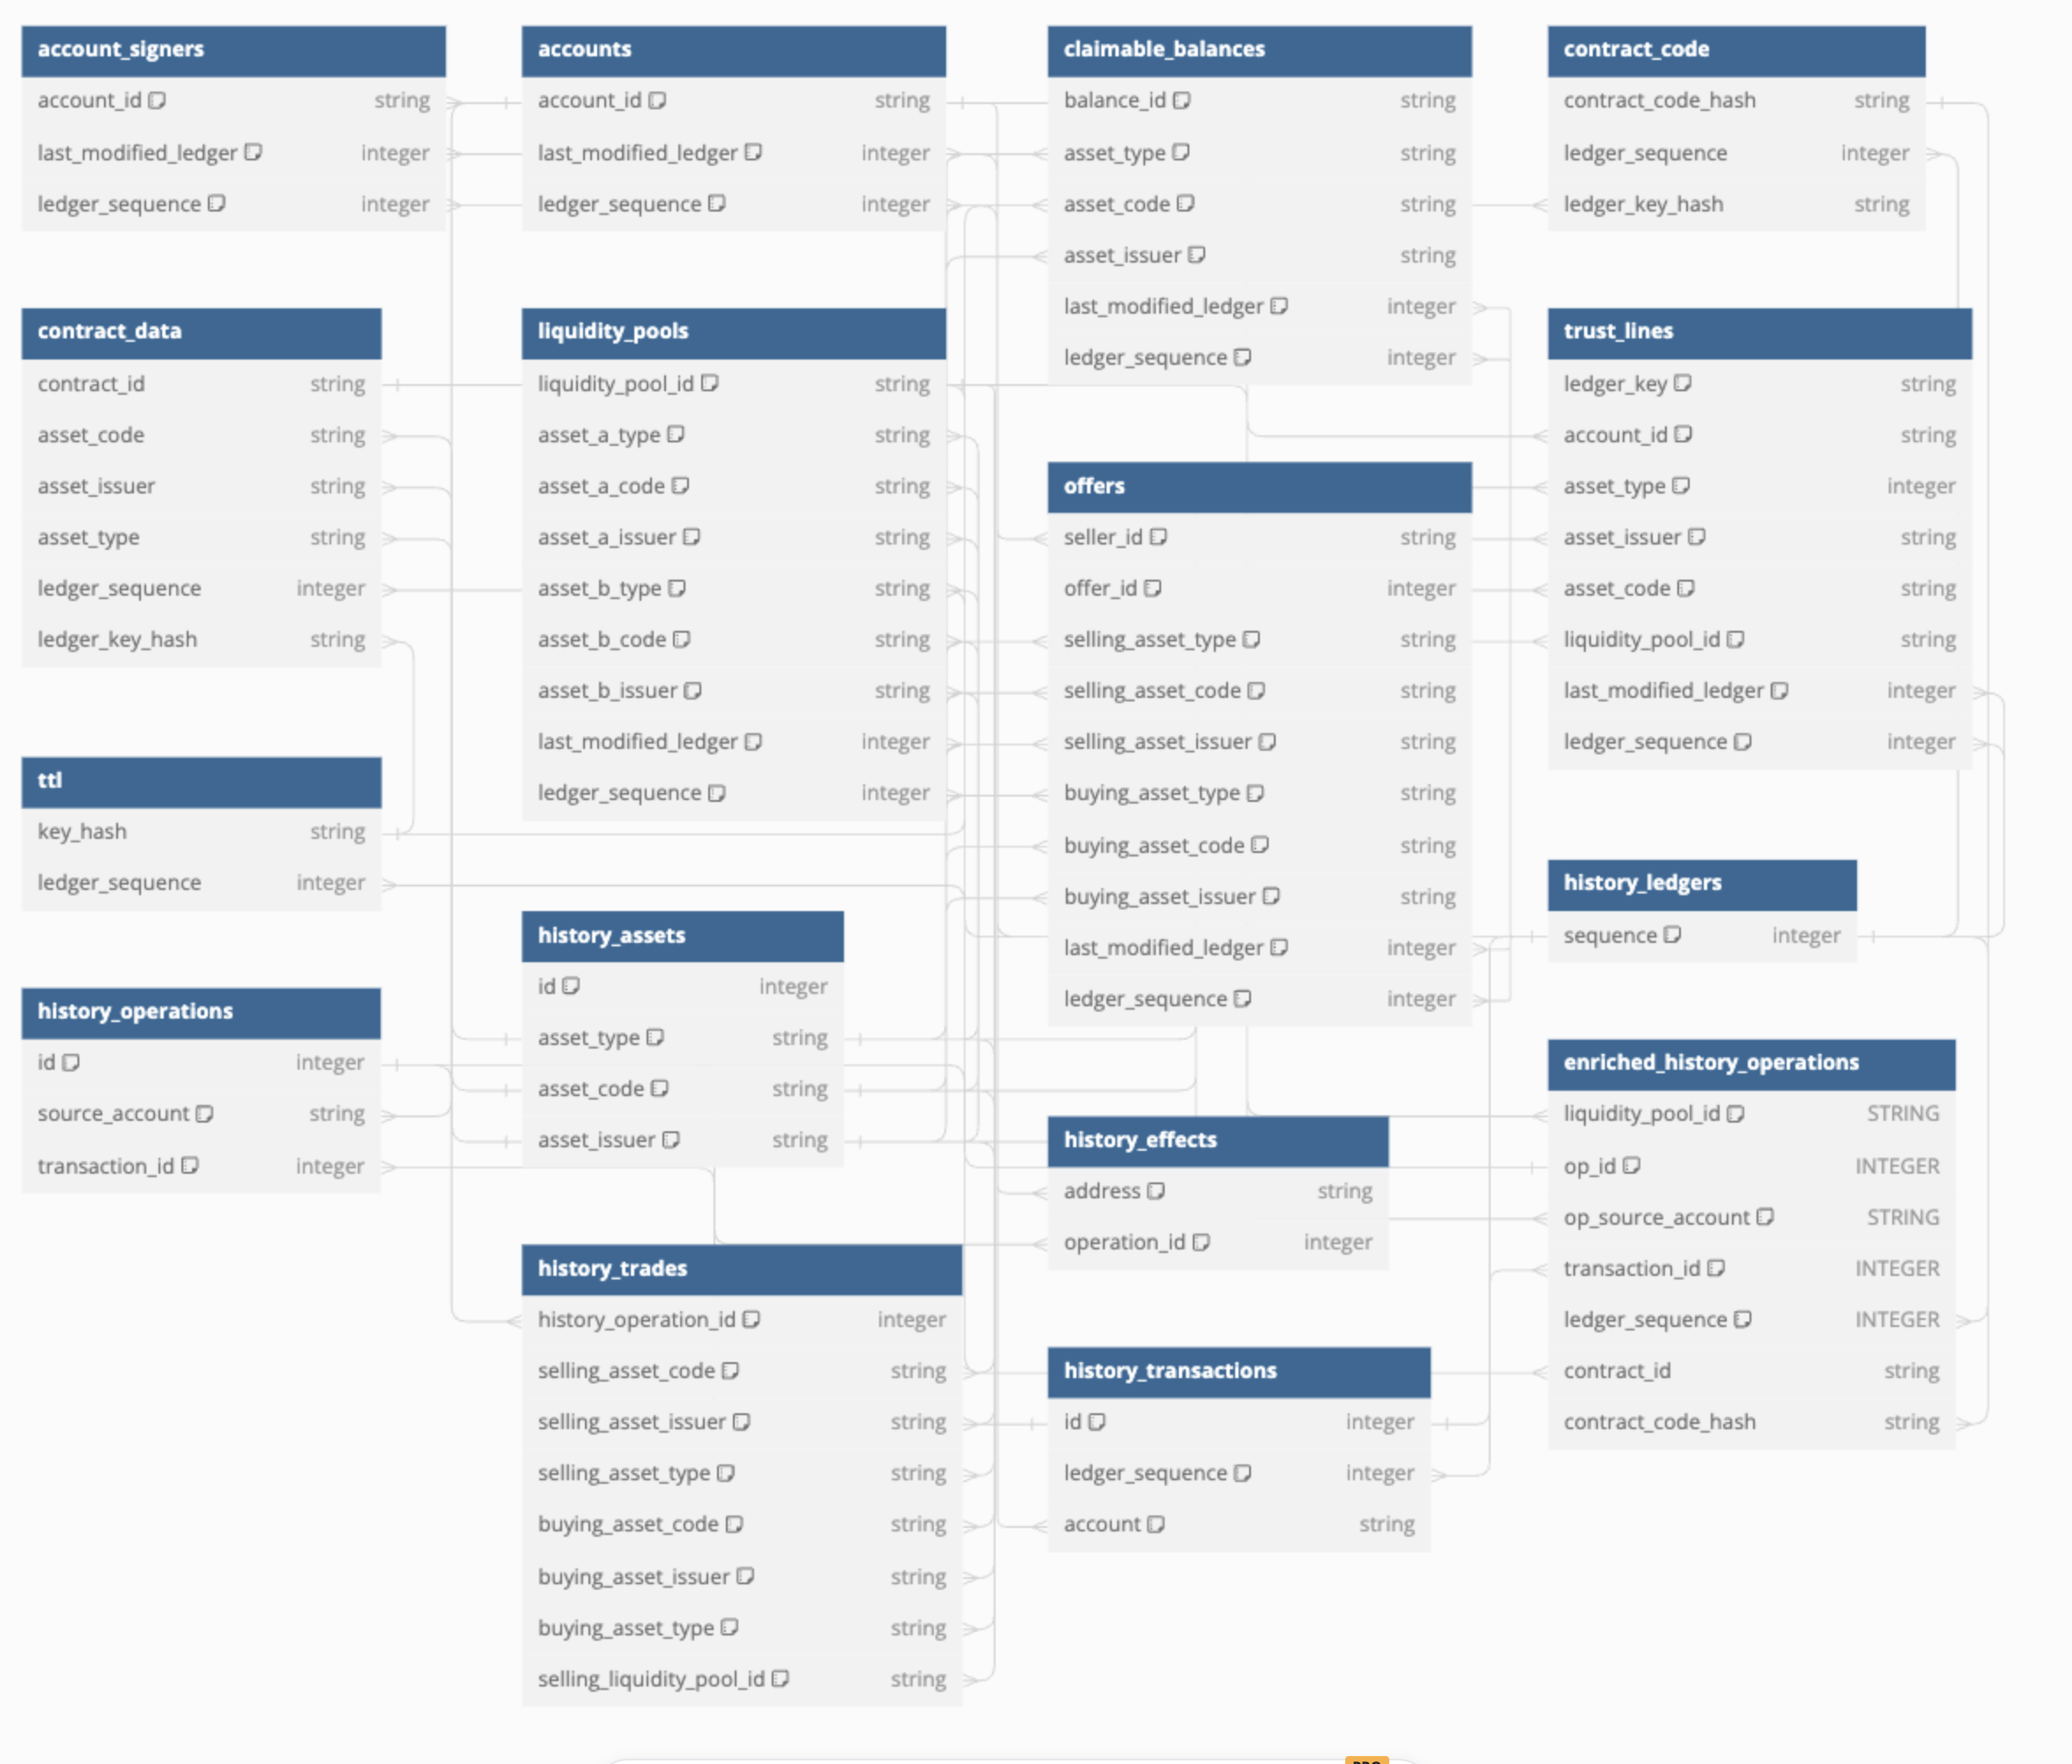 account_signers
account_id string
last_modified_ledger integer
ledger_sequence integer
accounts
account_id string
last_modified_ledger integer
ledger_sequence integer
claimable_balances
balance_id string
asset_type string
asset_code string
asset_issuer string
last_modified_ledger integer
ledger_sequence integer
contract_code
contract_code_hash string
ledger_sequence integer
ledger_key_hash string
contract_data
contract_id string
asset_code string
asset_issuer string
asset_type string
ledger_sequence integer
ledger_key_hash string
liquidity_pools
liquidity_pool_id string
asset_a_type string
asset_a_code string
asset_a_issuer string
asset_b_type string
asset_b_code string
asset_b_issuer string
last_modified_ledger integer
ledger_sequence integer
trust_lines
ledger_key string
account_id string
asset_type integer
asset_issuer string
asset_code string
liquidity_pool_id string
last_modified_ledger integer
ledger_sequence integer
offers
seller_id string
offer_id integer
selling_asset_type string
selling_asset_code string
selling_asset_issuer string
buying_asset_type string
buying_asset_code string
buying_asset_issuer string
last_modified_ledger integer
ledger_sequence integer
ttl
key_hash string
ledger_sequence integer
history_assets
id integer
asset_type string
asset_code string
asset_issuer string
history_ledgers
sequence integer
history_operations
id integer
source_account string
transaction_id integer
enriched_history_operations
liquidity_pool_id STRING
op_id INTEGER
op_source_account STRING
transaction_id INTEGER
ledger_sequence INTEGER
contract_id string
contract_code_hash string
history_effects
address string
operation_id integer
history_trades
history_operation_id integer
selling_asset_code string
selling_asset_issuer string
selling_asset_type string
buying_asset_code string
buying_asset_issuer string
buying_asset_type string
selling_liquidity_pool_id string
history_transactions
id integer
ledger_sequence integer
account string